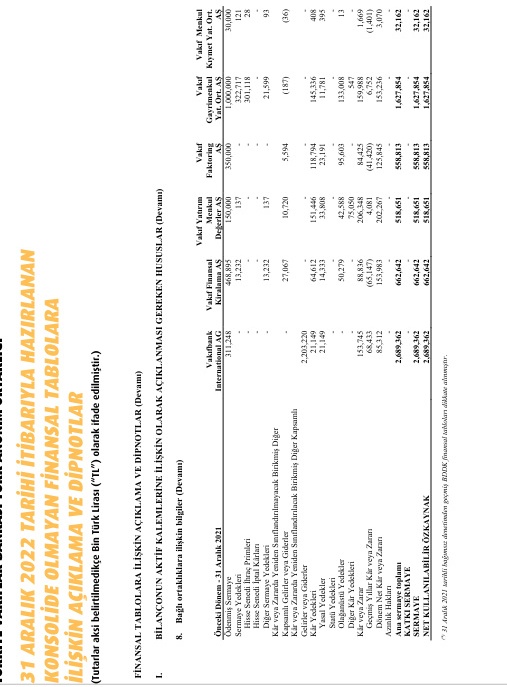 31 ARALIK 2022 TARİHİ İTİBARIYLA HAZIRLANAN
KONSOLİDE OLMAYAN FİNANSAL TABLOLARA
İLİŞKİN AÇIKLAMA VE DİPNOTLAR
(Tutarlar aksi belirtilmedikçe Bin Türk Lirası ("TL") olarak ifade edilmiştir.)
FİNANSAL TABLOLARA İLİŞKİN AÇIKLAMA VE DİPNOTLAR (Devamı)
I. BİLANÇONUN AKTİF KALEMLERİNE İLİŞKİN OLARAK AÇIKLANMASI GEREKEN HUSUSLAR (Devamı)
8. Bağlı ortaklıklara ilişkin bilgiler (Devamı)
Önceki Dönem - 31 Aralık 2021 Vakıfbank International AG Vakıf Finansal Kiralama AŞ Vakıf Yatırım Menkul Değerler AŞ Vakıf Faktoring AŞ Vakıf Gayrimenkul Yat. Ort. AŞ Vakıf Menkul Kıymet Yat. Ort. AŞ
Ödenmiş Sermaye 311,248 468,895 150,000 350,000 1,000,000 30,000
Sermaye Yedekleri - 13,232 137 - 322,717 121
Hisse Senedi İhraç Primleri - - - - 301,118 28
Hisse Senedi İptal Kârları - - - - - -
Diğer Sermaye Yedekleri - 13,232 137 - 21,599 93
Kâr veya Zararda Yeniden Sınıflandırılmayacak Birikmiş Diğer
Kapsamlı Gelirler veya Giderler - 27,067 10,720 5,594 (187) (36)
Kâr veya Zararda Yeniden Sınıflandırılacak Birikmiş Diğer Kapsamlı
Gelirler veya Giderler 2,203,220 - - - - -
Kâr Yedekleri 21,149 64,612 151,446 118,794 145,336 408
Yasal Yedekler 21,149 14,333 33,808 23,191 11,781 395
Statü Yedekleri - - - - - -
Olağanüstü Yedekler - 50,279 42,588 95,603 133,008 13
Diğer Kâr Yedekleri - - 75,050 - 547 -
Kâr veya Zarar 153,745 88,836 206,348 84,425 159,988 1,669
Geçmiş Yıllar Kâr veya Zararı 68,433 (65,147) 4,081 (41,420) 6,752 (1,401)
Dönem Net Kâr veya Zararı 85,312 153,983 202,267 125,845 153,236 3,070
Azınlık Hakları - - - - - -
Ana sermaye toplamı 2,689,362 662,642 518,651 558,813 1,627,854 32,162
KATKI SERMAYE - - - - - -
SERMAYE 2,689,362 662,642 518,651 558,813 1,627,854 32,162
NET KULLANILABİLİR ÖZKAYNAK 2,689,362 662,642 518,651 558,813 1,627,854 32,162
(*) 31 Aralık 2021 tarihli bağımsız denetimden geçmiş BDDK finansal tabloları dikkate alınmıştır.